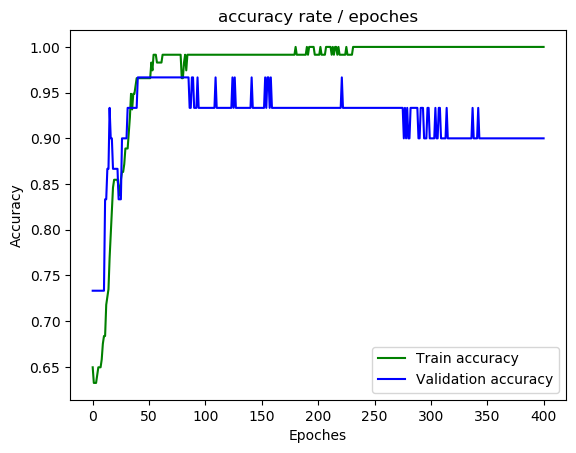 accuracy rate / epoches
Accuracy
1.00
0.95
0.90
0.85
0.80
0.75
0.70
0.65
Train accuracy
Validation accuracy
0 50 100 150 200 250 300 350 400
Epoches